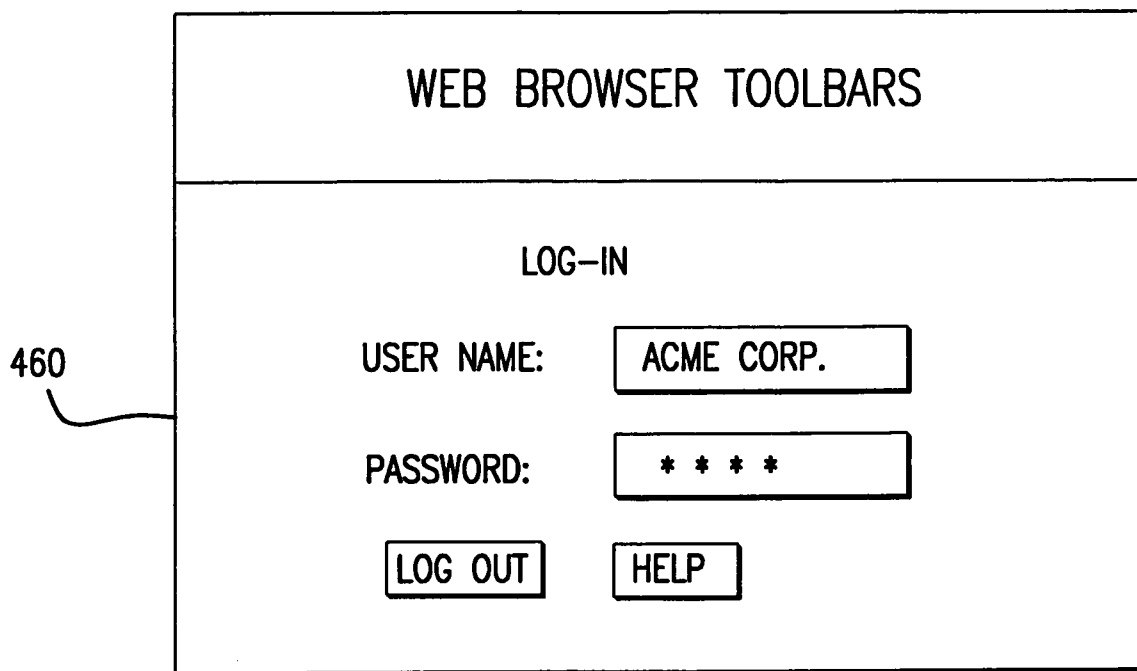 WEB BROWSER TOOLBARS
LOG-IN
460
USER NAME: ACME CORP.
PASSWORD: * * * *
LOG OUT HELP